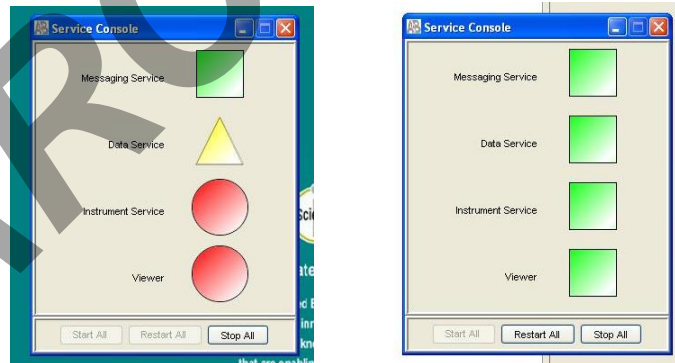 Service Console
Messaging Service
Data Service
Instrument Service
Viewer
Start All Restart All Stop All
Service Console
Messaging Service
Data Service
Instrument Service
Viewer
Start All Restart All Stop All